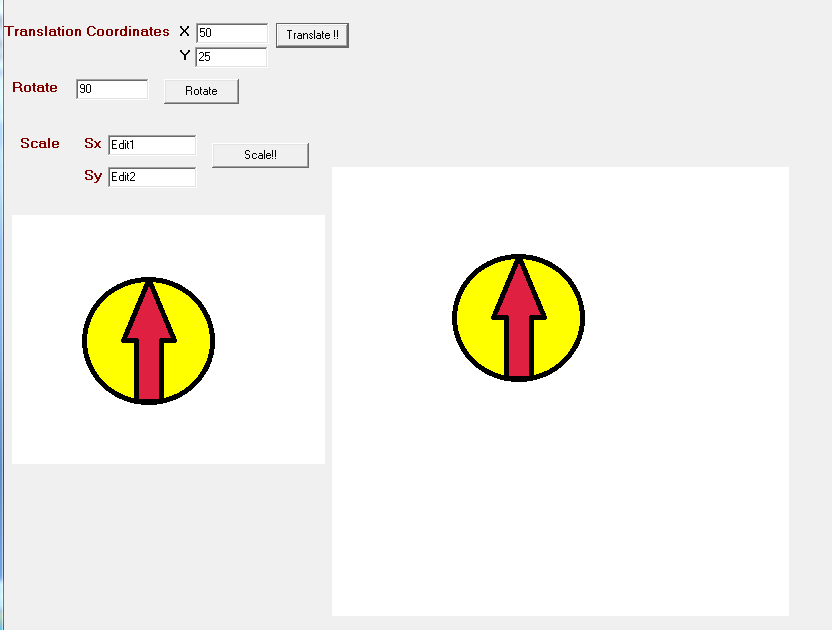 Translation Coordinates X 50 Translate !!
Y 25
Rotate 90 Rotate
Scale Sx Edit1
Scale!!
Sy Edit2